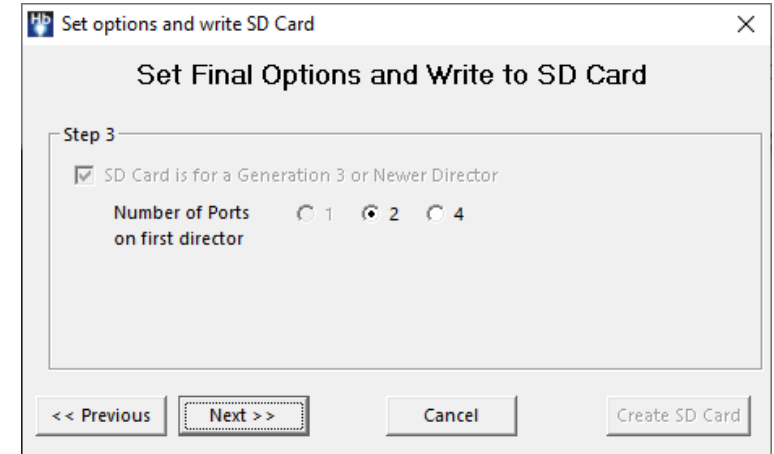 Hb
Set options and write SD Card
Set Final Options and Write to SD Card
Step 3
SD Card is for a Generation 3 or Newer Director
Number of Ports 1 2 4
on first director
<< Previous Next >> Cancel Create SD Card